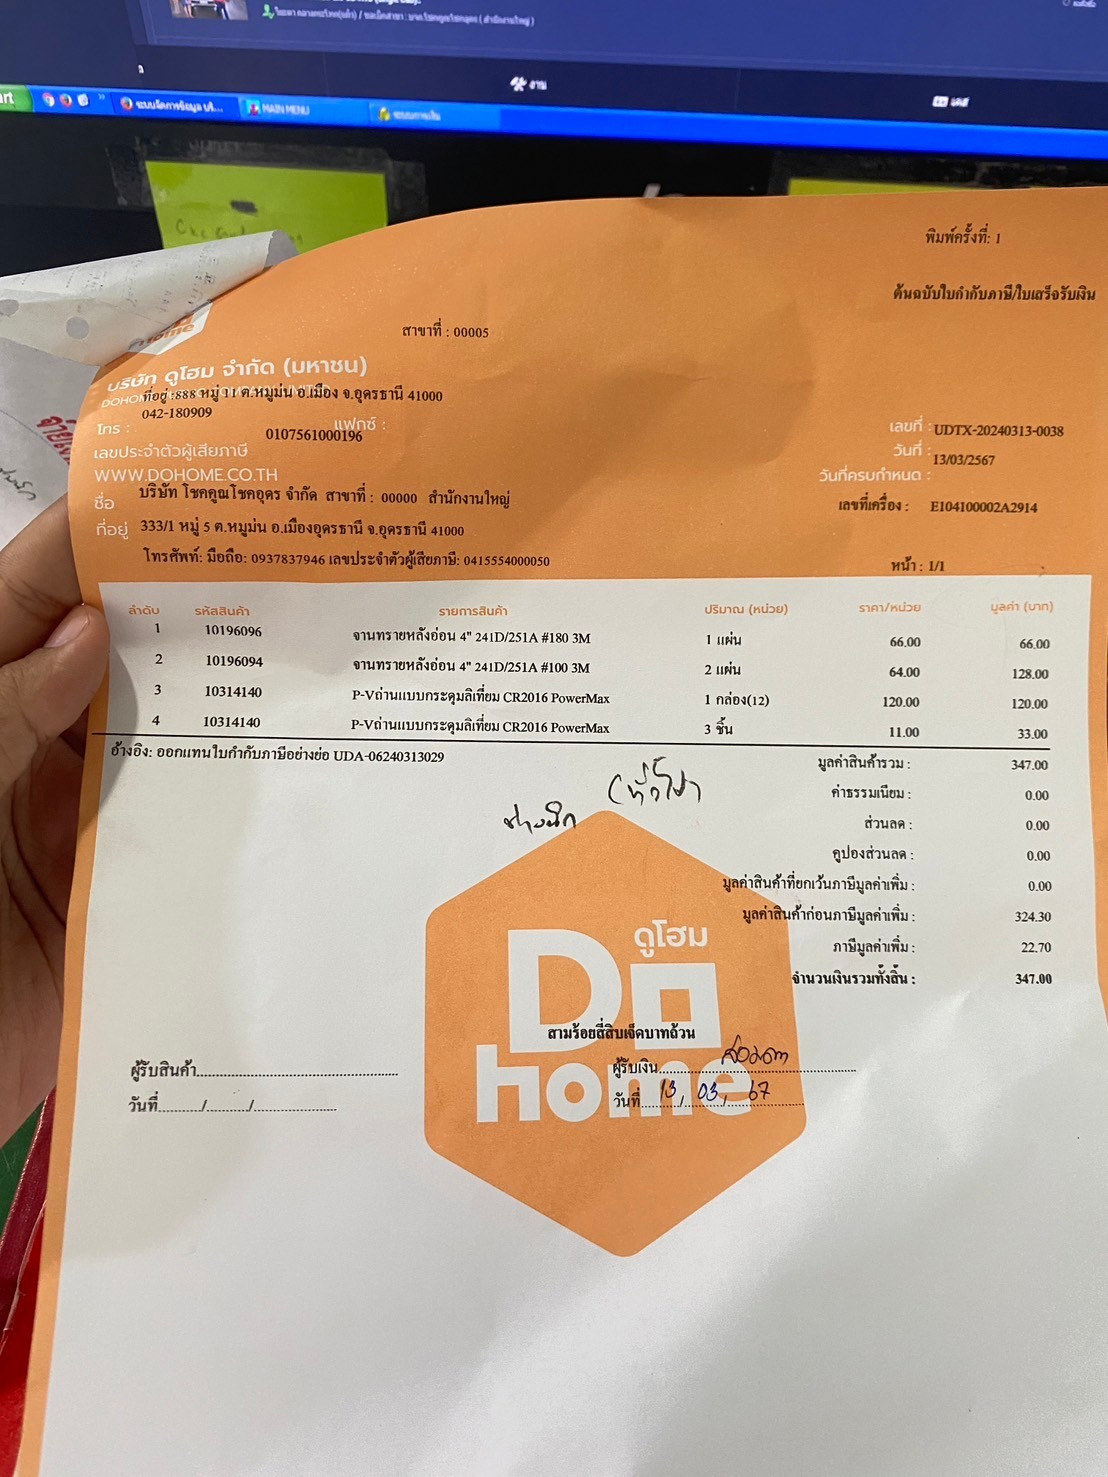 งาน
MAIN MENU
พิมพ์ครั้งที่: 1
ต้นฉบับใบกำกับภาษี/ใบเสร็จรับเงิน
สาขาที่ : 00005
home
บริษัท ดูโฮม จำกัด (มหาชน)
ที่อยู่ :888 หมู่ 11 ต.หมูม่น อ.เมือง จ.อุดรธานี 41000
042-180909
โทร : แฟกซ์ :
0107561000196
เลขประจำตัวผู้เสียภาษี
WWW.DOHOME.CO.TH
เลขที่ : UDTX-20240313-0038
วันที่ : 13/03/2567
วันที่ครบกำหนด :
เลขที่เครื่อง : E104100002A2914
ชื่อ บริษัท โชคคูณโชคอุดร จำกัด สาขาที่ : 00000 สำนักงานใหญ่
ที่อยู่ 333/1 หมู่ 5 ต.หมูม่น อ.เมืองอุดรธานี จ.อุดรธานี 41000
โทรศัพท์: มือถือ: 0937837946 เลขประจำตัวผู้เสียภาษี: 0415554000050
หน้า : 1/1
ลำดับ รหัสสินค้า รายการสินค้า ปริมาณ (หน่วย) ราคา/หน่วย มูลค่า (บาท)
1 10196096 จานทรายหลังอ่อน 4" 241D/251A #180 3M 1 แผ่น 66.00 66.00
2 10196094 จานทรายหลังอ่อน 4" 241D/251A #100 3M 2 แผ่น 64.00 128.00
3 10314140 P-Vถ่านแบบกระดุมลิเทียม CR2016 PowerMax 1 กล่อง(12) 120.00 120.00
4 10314140 P-Vถ่านแบบกระดุมลิเทียม CR2016 PowerMax 3 ชิ้น 11.00 33.00
อ้างอิง: ออกแทนใบกำกับภาษีอย่างย่อ UDA-06240313029
มูลค่าสินค้ารวม : 347.00
ค่าธรรมเนียม : 0.00
ส่วนลด : 0.00
คูปองส่วนลด : 0.00
มูลค่าสินค้าที่ยกเว้นภาษีมูลค่าเพิ่ม : 0.00
มูลค่าสินค้าก่อนภาษีมูลค่าเพิ่ม : 324.30
ภาษีมูลค่าเพิ่ม : 22.70
จำนวนเงินรวมทั้งสิ้น : 347.00
ดูโฮม
Do
home
สามร้อยสี่สิบเจ็ดบาทถ้วน
ผู้รับสินค้า
วันที่ / /
ผู้รับเงิน
วันที่ 13 / 03 / 67